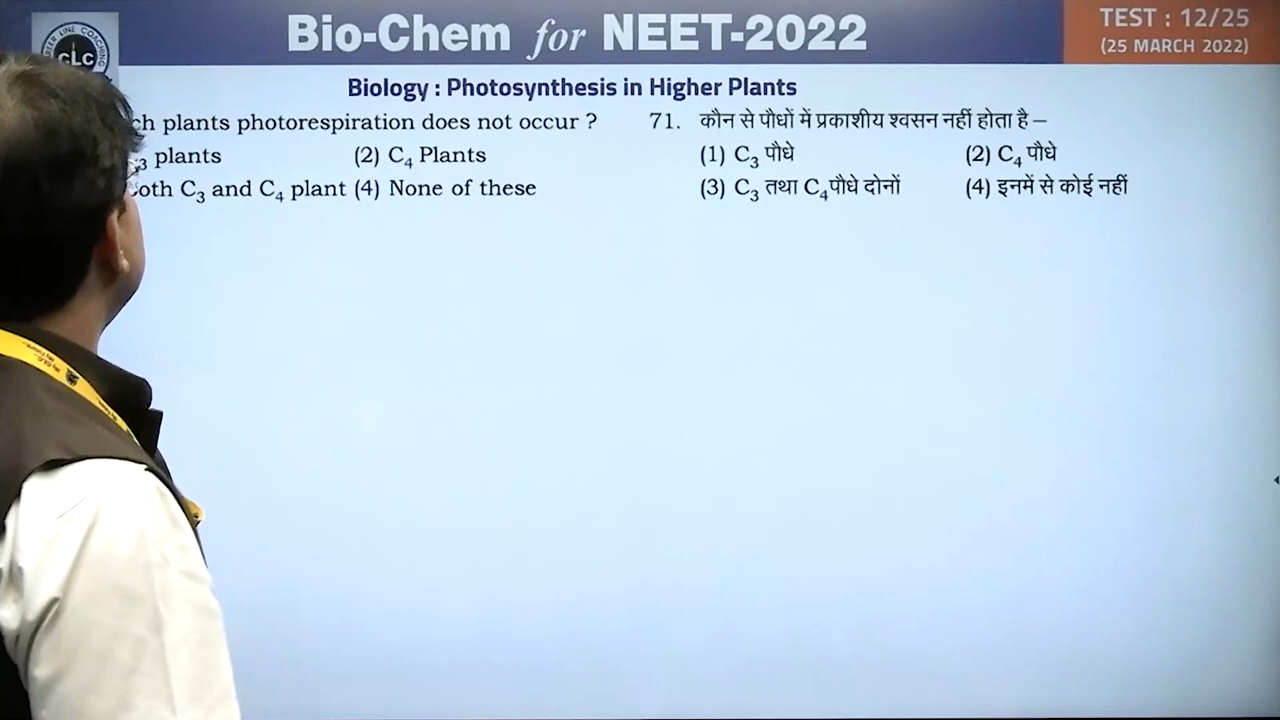 Bio-Chem for NEET-2022
TEST : 12/25
(25 MARCH 2022)
CLC
Biology : Photosynthesis in Higher Plants
plants photorespiration does not occur ?
plants (2) C₄ Plants
C₃ and C₄ plant (4) None of these
71. कौन से पौधों में प्रकाशीय श्वसन नहीं होता है –
(1) C₃ पौधे (2) C₄ पौधे
(3) C₃ तथा C₄ पौधे दोनों (4) इनमें से कोई नहीं